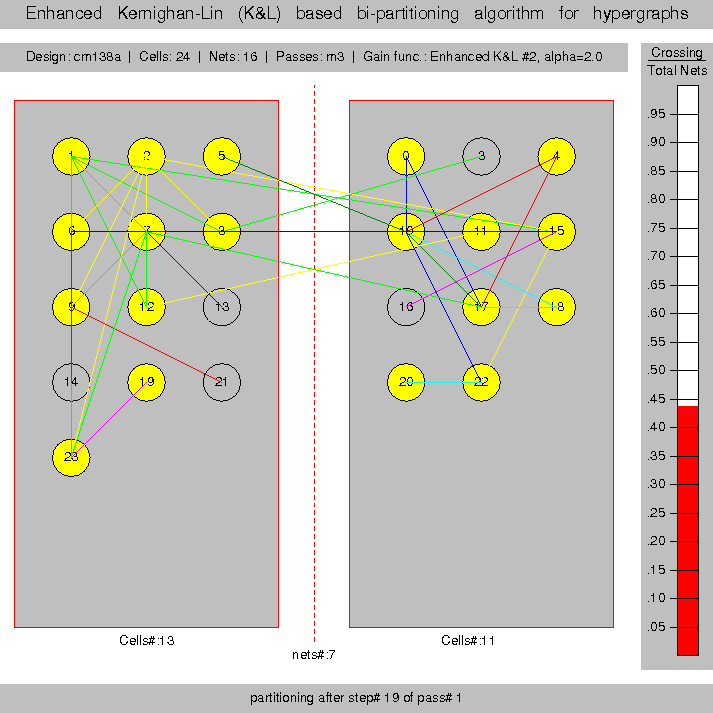 Enhanced Kernighan-Lin (K&L) based bi-partitioning algorithm for hypergraphs
Design: cm138a | Cells: 24 | Nets: 16 | Passes: m3 | Gain func.: Enhanced K&L #2, alpha=2.0
Crossing
Total Nets
1 2 5 0 3 4
6 7 8 10 11 15
9 12 13 16 17 18
14 19 21 20 22
23
.95
.90
.85
.80
.75
.70
.65
.60
.55
.50
.45
.40
.35
.30
.25
.20
.15
.10
.05
Cells#:13
Cells#:11
nets#:7
partitioning after step# 19 of pass# 1